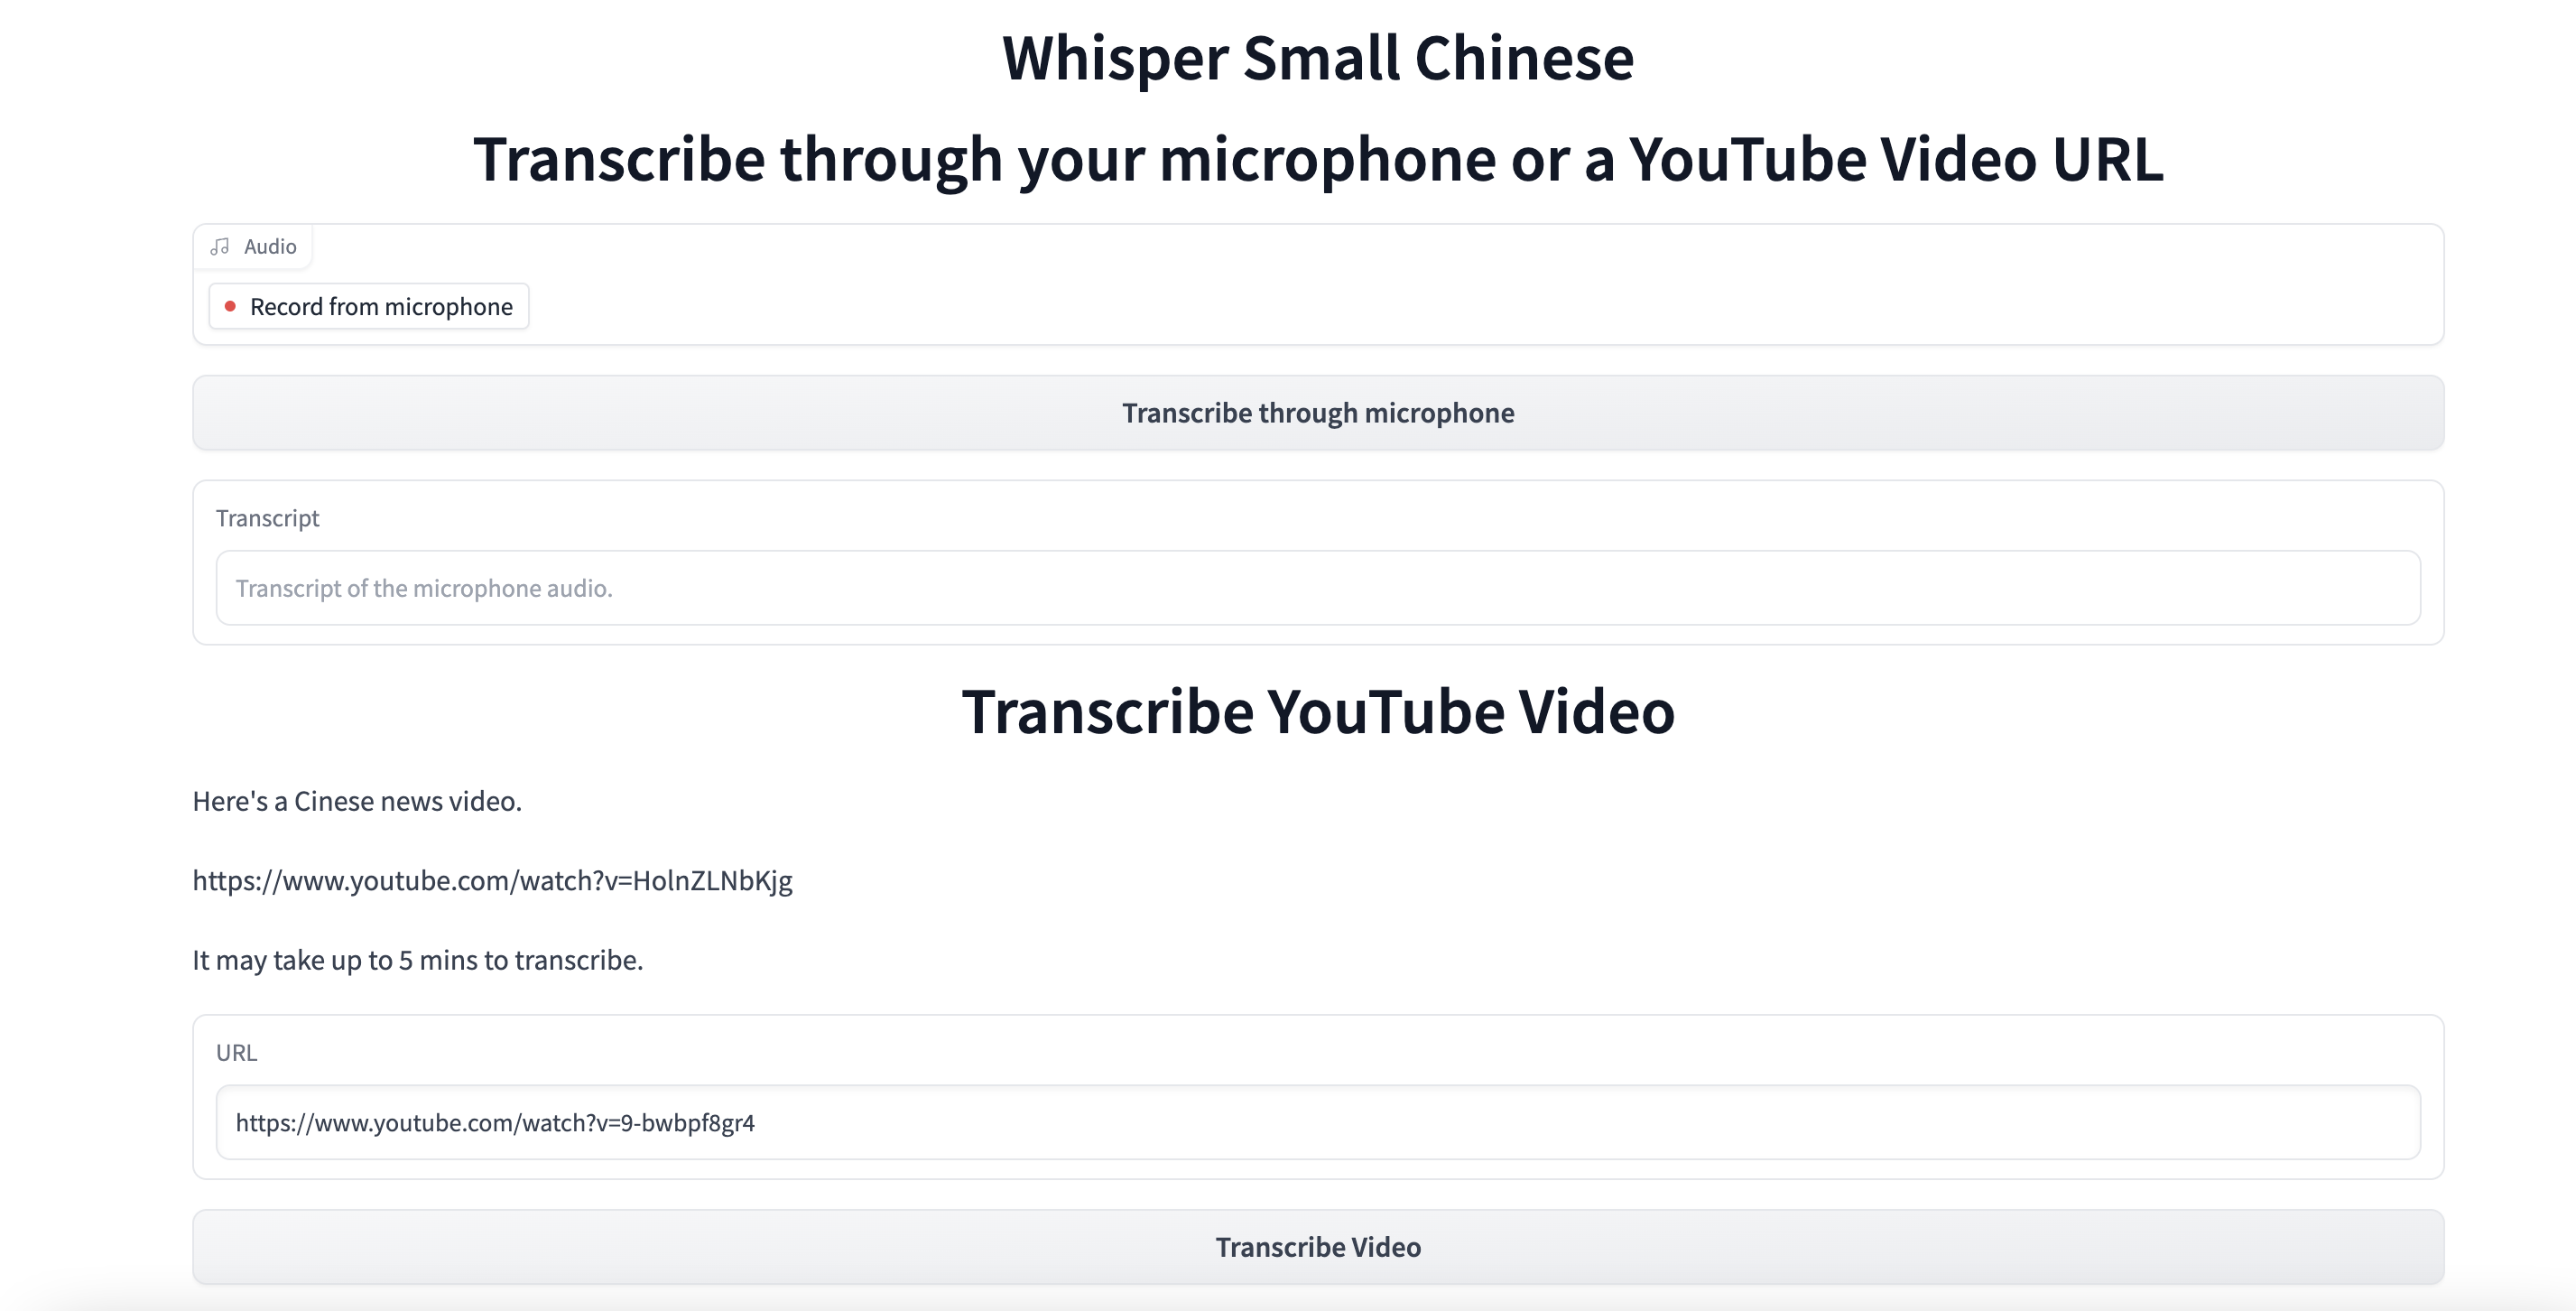 Whisper Small Chinese
Transcribe through your microphone or a YouTube Video URL
Audio
Record from microphone
Transcribe through microphone
Transcript
Transcript of the microphone audio.
Transcribe YouTube Video
Here's a Cinese news video.
https://www.youtube.com/watch?v=HolnZLNbKjg
It may take up to 5 mins to transcribe.
URL
https://www.youtube.com/watch?v=9-bwbpf8gr4
Transcribe Video